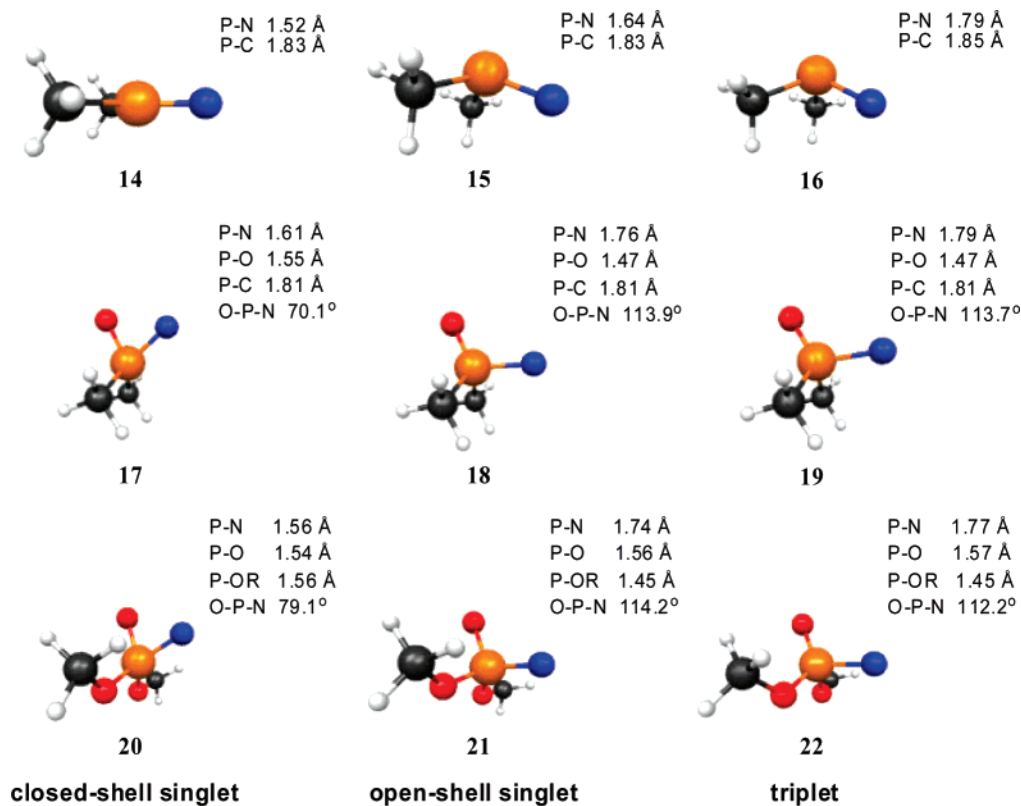 P-N 1.52 Å
P-C 1.83 Å
14
P-N 1.64 Å
P-C 1.83 Å
15
P-N 1.79 Å
P-C 1.85 Å
16
P-N 1.61 Å
P-O 1.55 Å
P-C 1.81 Å
O-P-N 70.1°
17
P-N 1.76 Å
P-O 1.47 Å
P-C 1.81 Å
O-P-N 113.9°
18
P-N 1.79 Å
P-O 1.47 Å
P-C 1.81 Å
O-P-N 113.7°
19
P-N 1.56 Å
P-O 1.54 Å
P-OR 1.56 Å
O-P-N 79.1°
20
P-N 1.74 Å
P-O 1.56 Å
P-OR 1.45 Å
O-P-N 114.2°
21
P-N 1.77 Å
P-O 1.57 Å
P-OR 1.45 Å
O-P-N 112.2°
22
closed-shell singlet
open-shell singlet
triplet